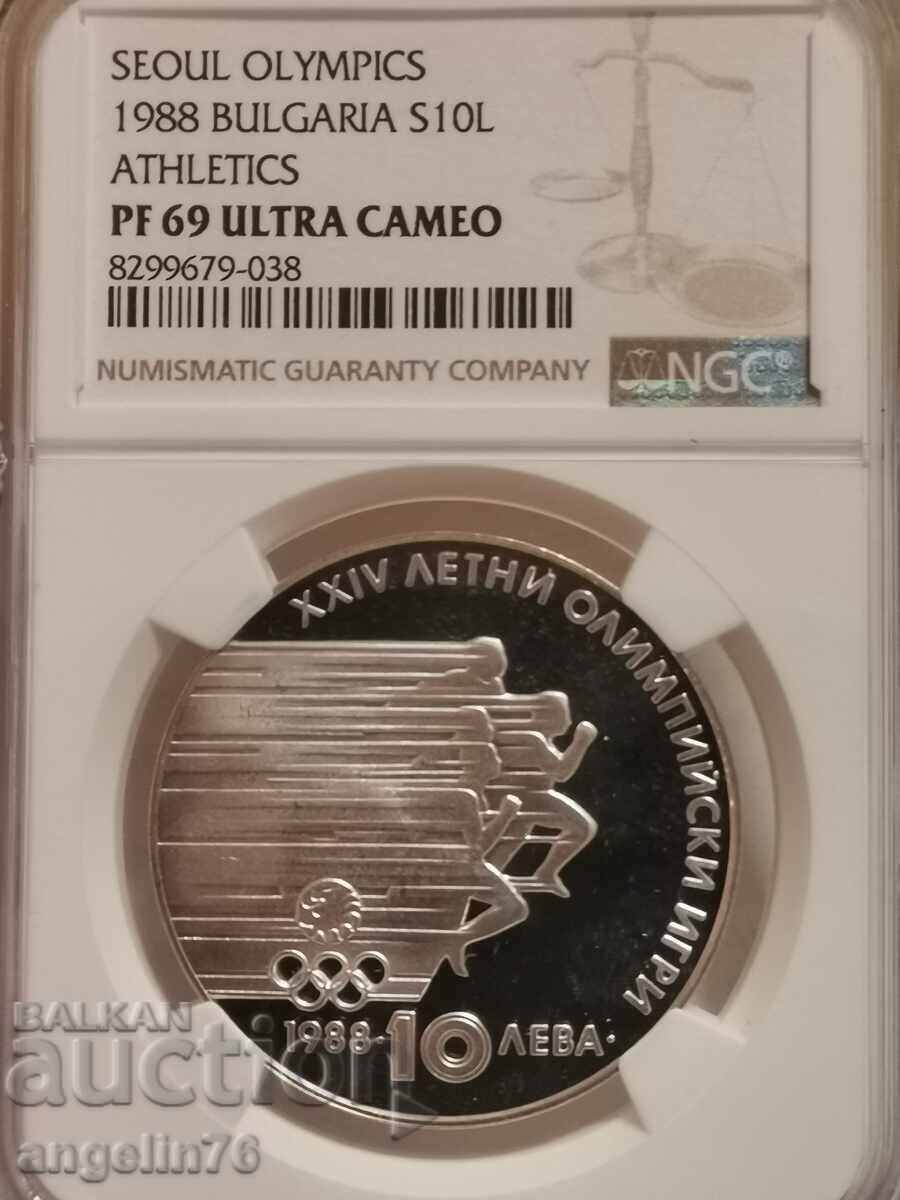 SEOUL OLYMPICS
1988 BULGARIA S10L
ATHLETICS
PF 69 ULTRA CAMEO
8299679-038
NUMISMATIC GUARANTY COMPANY
NGC®
XXIV ЛЕТНИ ОЛИМПИЙСКИ ИГРИ
1988·10 ЛЕВА·
BALKAN
auction
angelin76